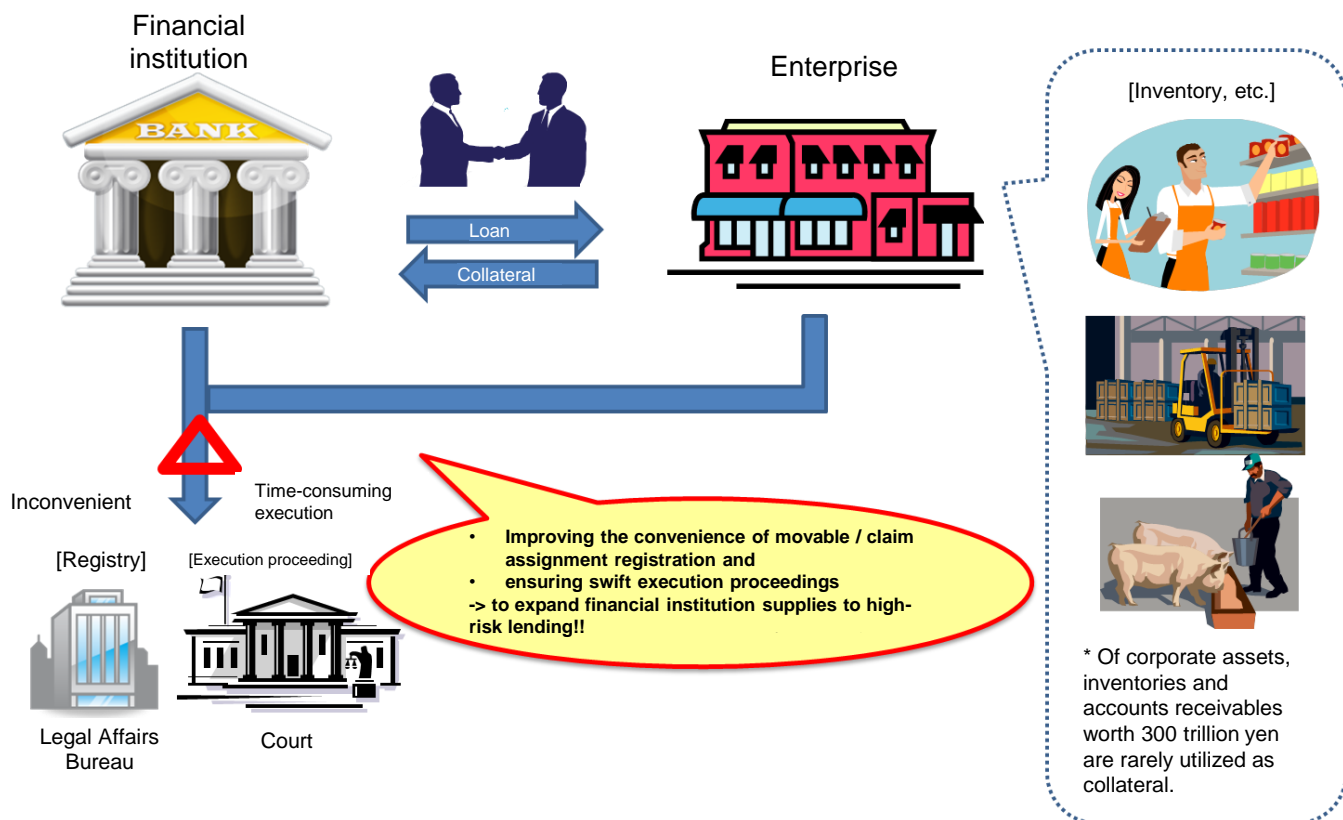 Financial
institution
BANK
Enterprise
Loan
Collateral
[Inventory, etc.]
Inconvenient
Time-consuming
execution
[Registry]
[Execution proceeding]
Legal Affairs
Bureau
Court
• Improving the convenience of movable / claim
assignment registration and
• ensuring swift execution proceedings
-> to expand financial institution supplies to high-
risk lending!!
* Of corporate assets,
inventories and
accounts receivables
worth 300 trillion yen
are rarely utilized as
collateral.